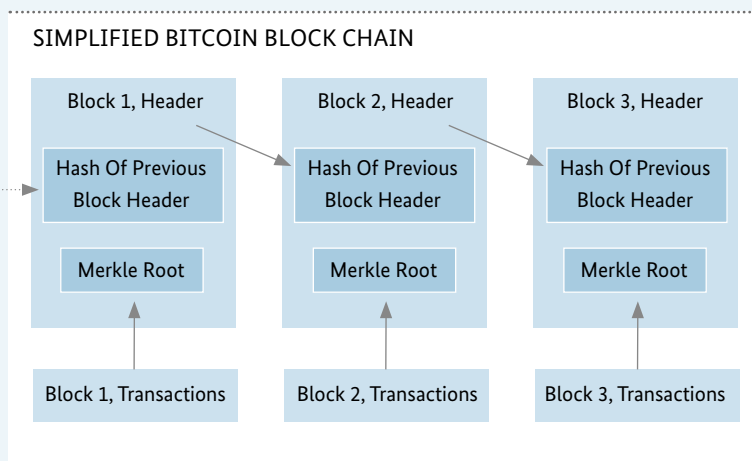 SIMPLIFIED BITCOIN BLOCK CHAIN
Block 1, Header
Hash Of Previous
Block Header
Merkle Root
Block 1, Transactions
Block 2, Header
Hash Of Previous
Block Header
Merkle Root
Block 2, Transactions
Block 3, Header
Hash Of Previous
Block Header
Merkle Root
Block 3, Transactions